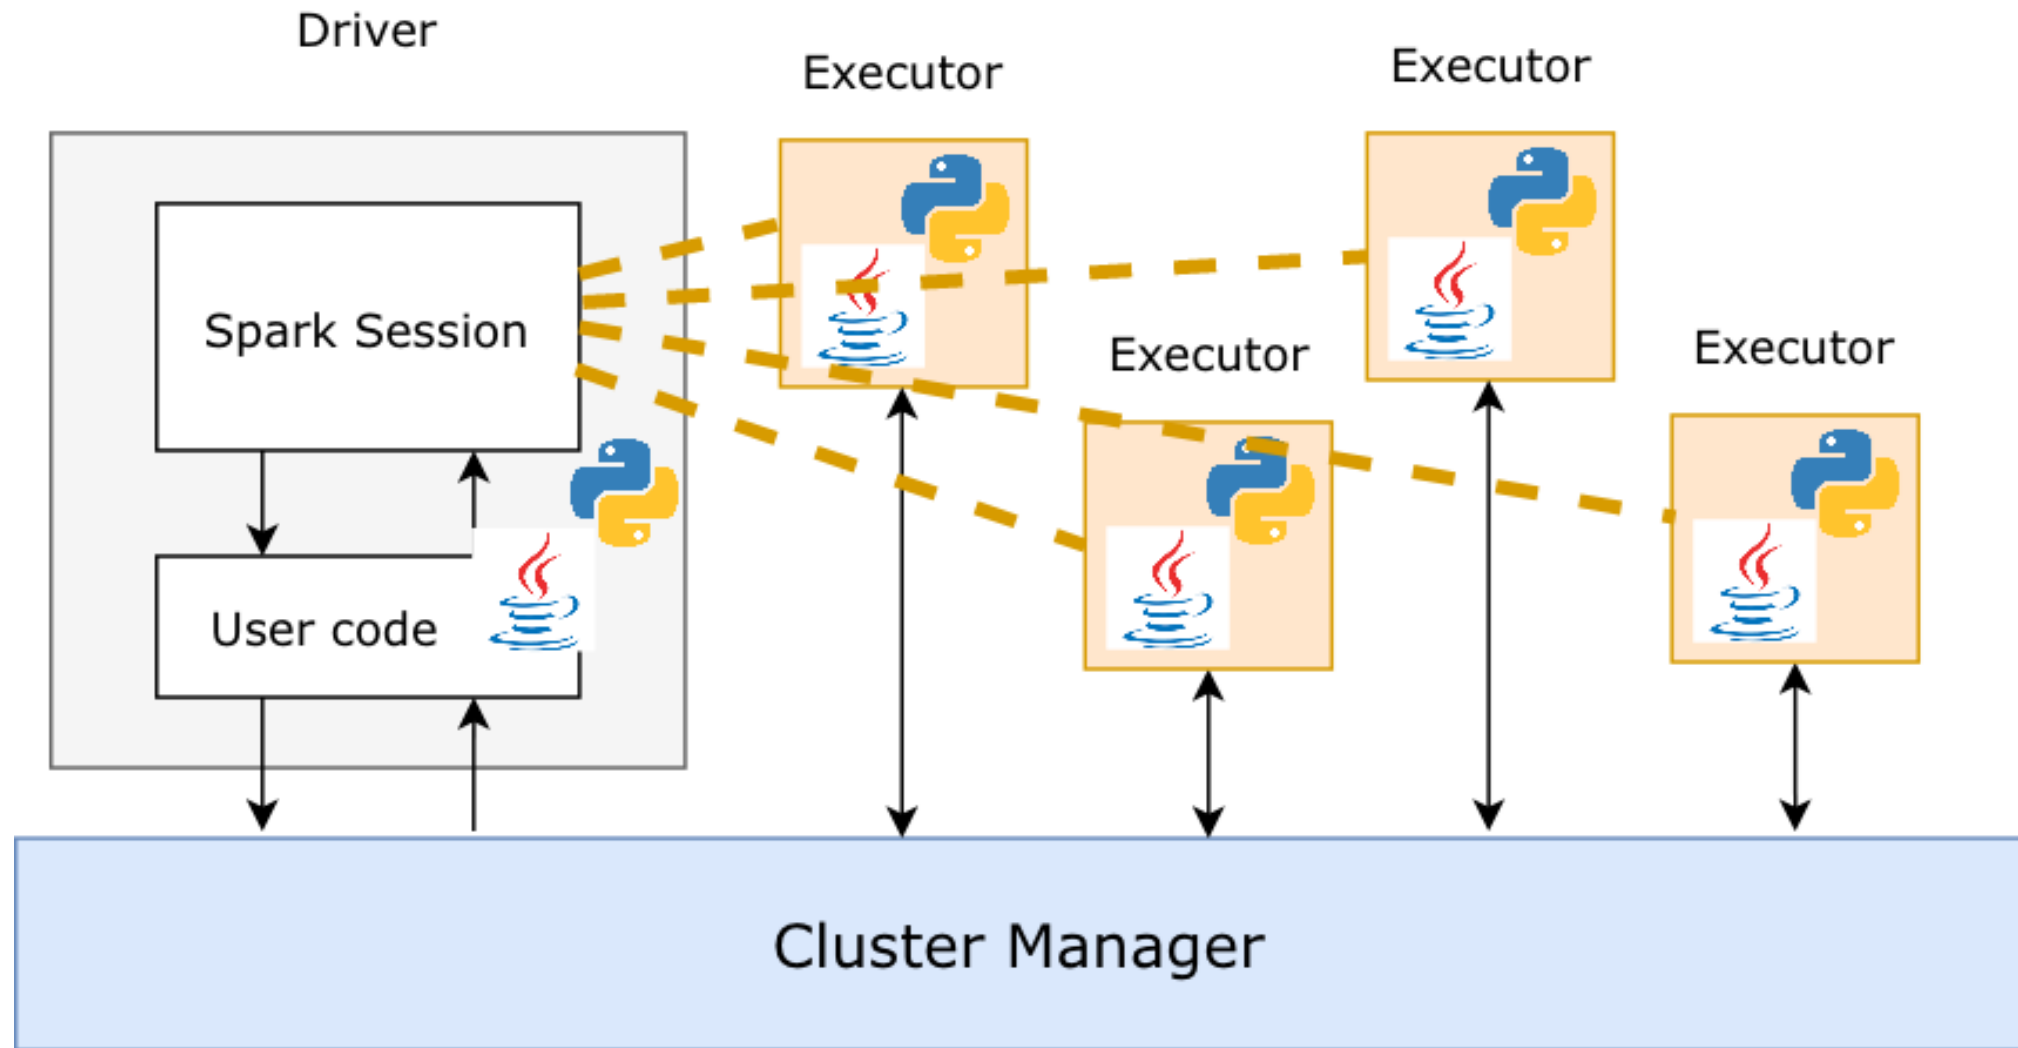 Driver
Executor
Executor
Spark Session
Executor
Executor
User code
Cluster Manager